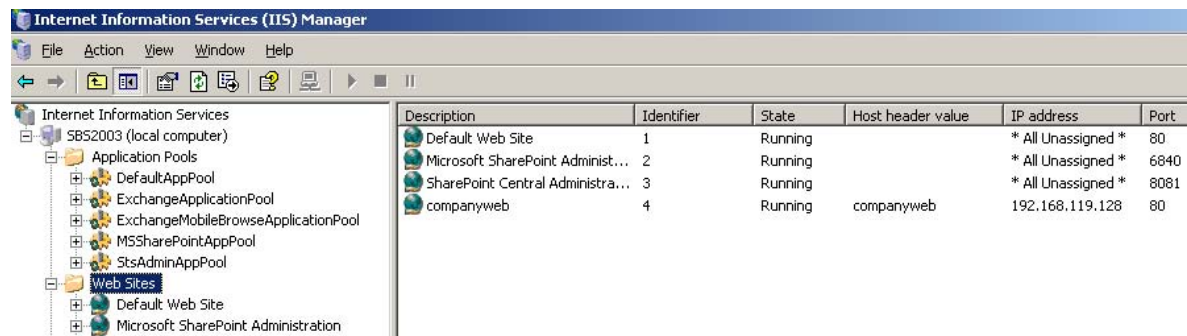 Internet Information Services (IIS) Manager
File Action View Window Help
Internet Information Services
SBS2003 (local computer)
Application Pools
DefaultAppPool
ExchangeApplicationPool
ExchangeMobileBrowseApplicationPool
MSSharePointAppPool
StsAdminAppPool
Web Sites
Default Web Site
Microsoft SharePoint Administration
Description Identifier State Host header value IP address Port
Default Web Site 1 Running * All Unassigned * 80
Microsoft SharePoint Administ... 2 Running * All Unassigned * 6840
SharePoint Central Administra... 3 Running * All Unassigned * 8081
companyweb 4 Running companyweb 192.168.119.128 80